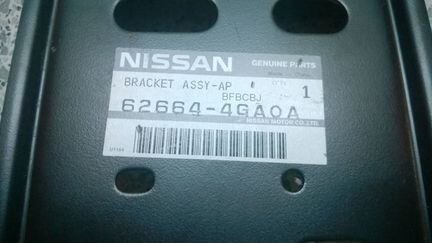 NISSAN GENUINE PARTS
BRACKET ASSY-AP 1
BFBCBJ
62664-4GA0A
NISSAN MOTOR CO.,LTD.